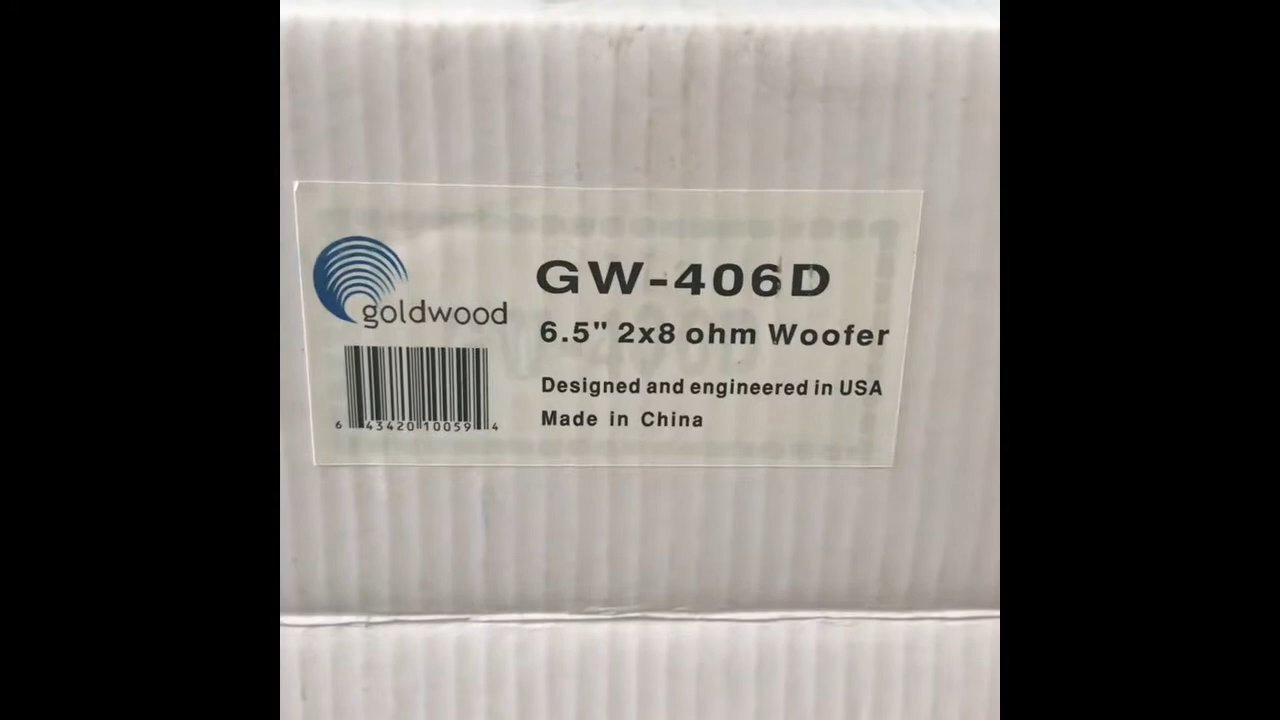 goldwood
6 43420 10059 4
GW-406D
6.5" 2x8 ohm Woofer
Designed and engineered in USA
Made in China